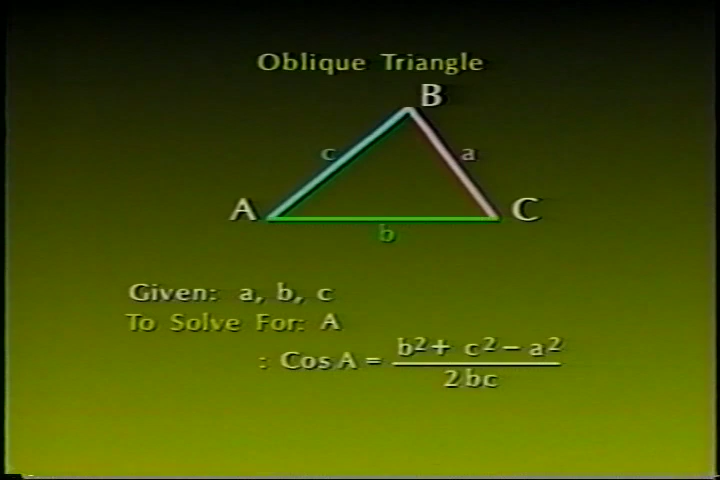 Oblique Triangle
B
c
a
A
C
b
Given: a, b, c
To Solve For: A
: Cos A = b² + c² − a² / 2bc